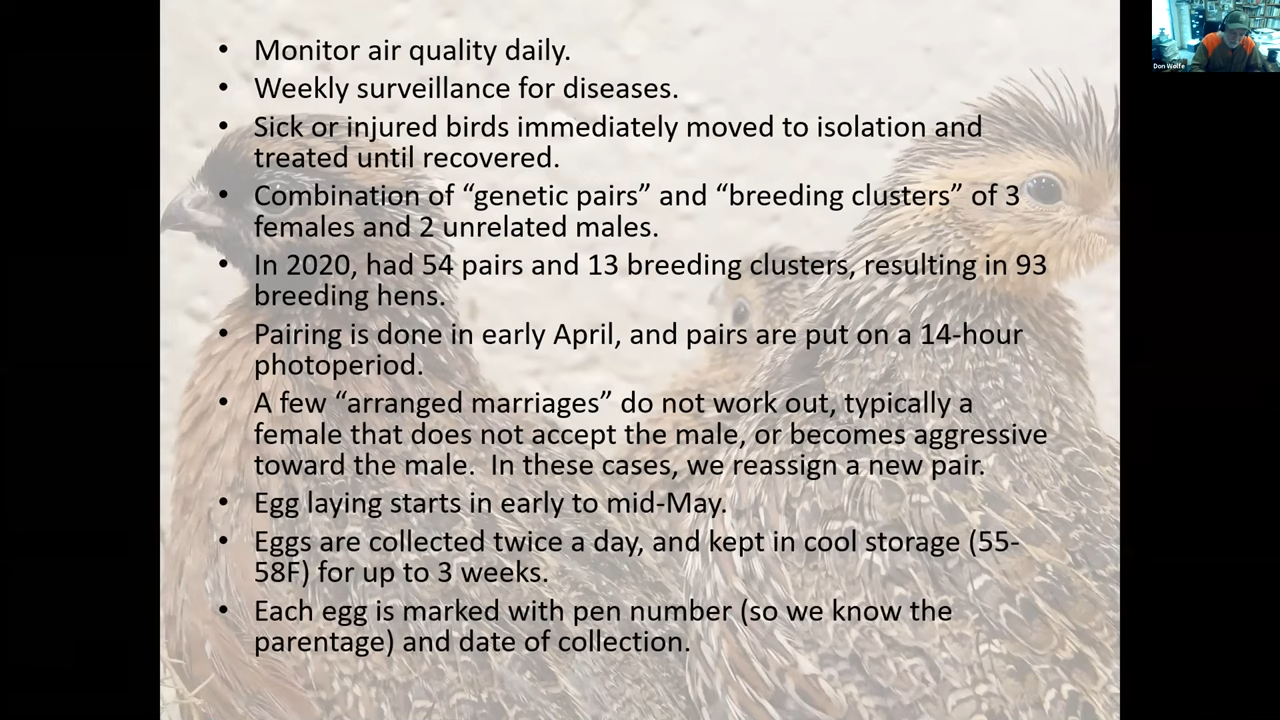 • Monitor air quality daily.
• Weekly surveillance for diseases.
• Sick or injured birds immediately moved to isolation and
treated until recovered.
• Combination of “genetic pairs” and “breeding clusters” of 3
females and 2 unrelated males.
• In 2020, had 54 pairs and 13 breeding clusters, resulting in 93
breeding hens.
• Pairing is done in early April, and pairs are put on a 14-hour
photoperiod.
• A few “arranged marriages” do not work out, typically a
female that does not accept the male, or becomes aggressive
toward the male.  In these cases, we reassign a new pair.
• Egg laying starts in early to mid-May.
• Eggs are collected twice a day, and kept in cool storage (55-
58F) for up to 3 weeks.
• Each egg is marked with pen number (so we know the
parentage) and date of collection.
Don Wolfe